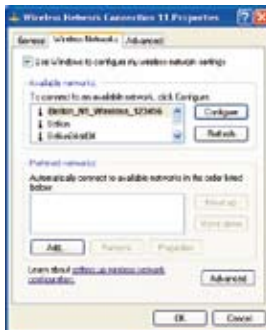 Wireless Network Connection 11 Properties
General Wireless Networks Advanced
Use Windows to configure my wireless network settings
Available networks
To connect to an available network, click Configure.
Belkin_N1_Wireless_123456
Configure
Refresh
Preferred networks
Automatically connect to available networks in the order listed
below:
Move up
Move down
Add... Remove Properties
Learn about setting up wireless network
configuration.
Advanced
OK Cancel